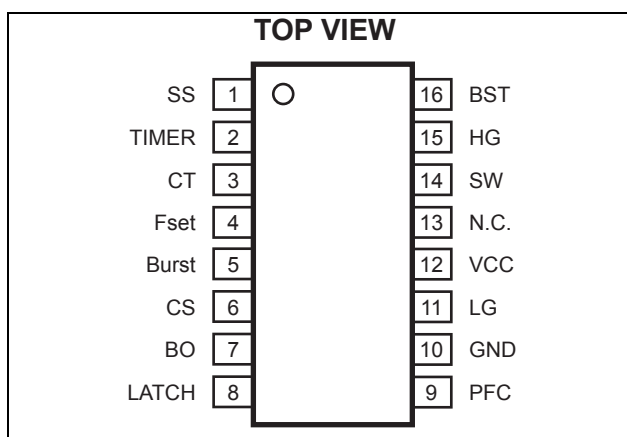 TOP VIEW
SS 1 16 BST
TIMER 2 15 HG
CT 3 14 SW
Fset 4 13 N.C.
Burst 5 12 VCC
CS 6 11 LG
BO 7 10 GND
LATCH 8 9 PFC